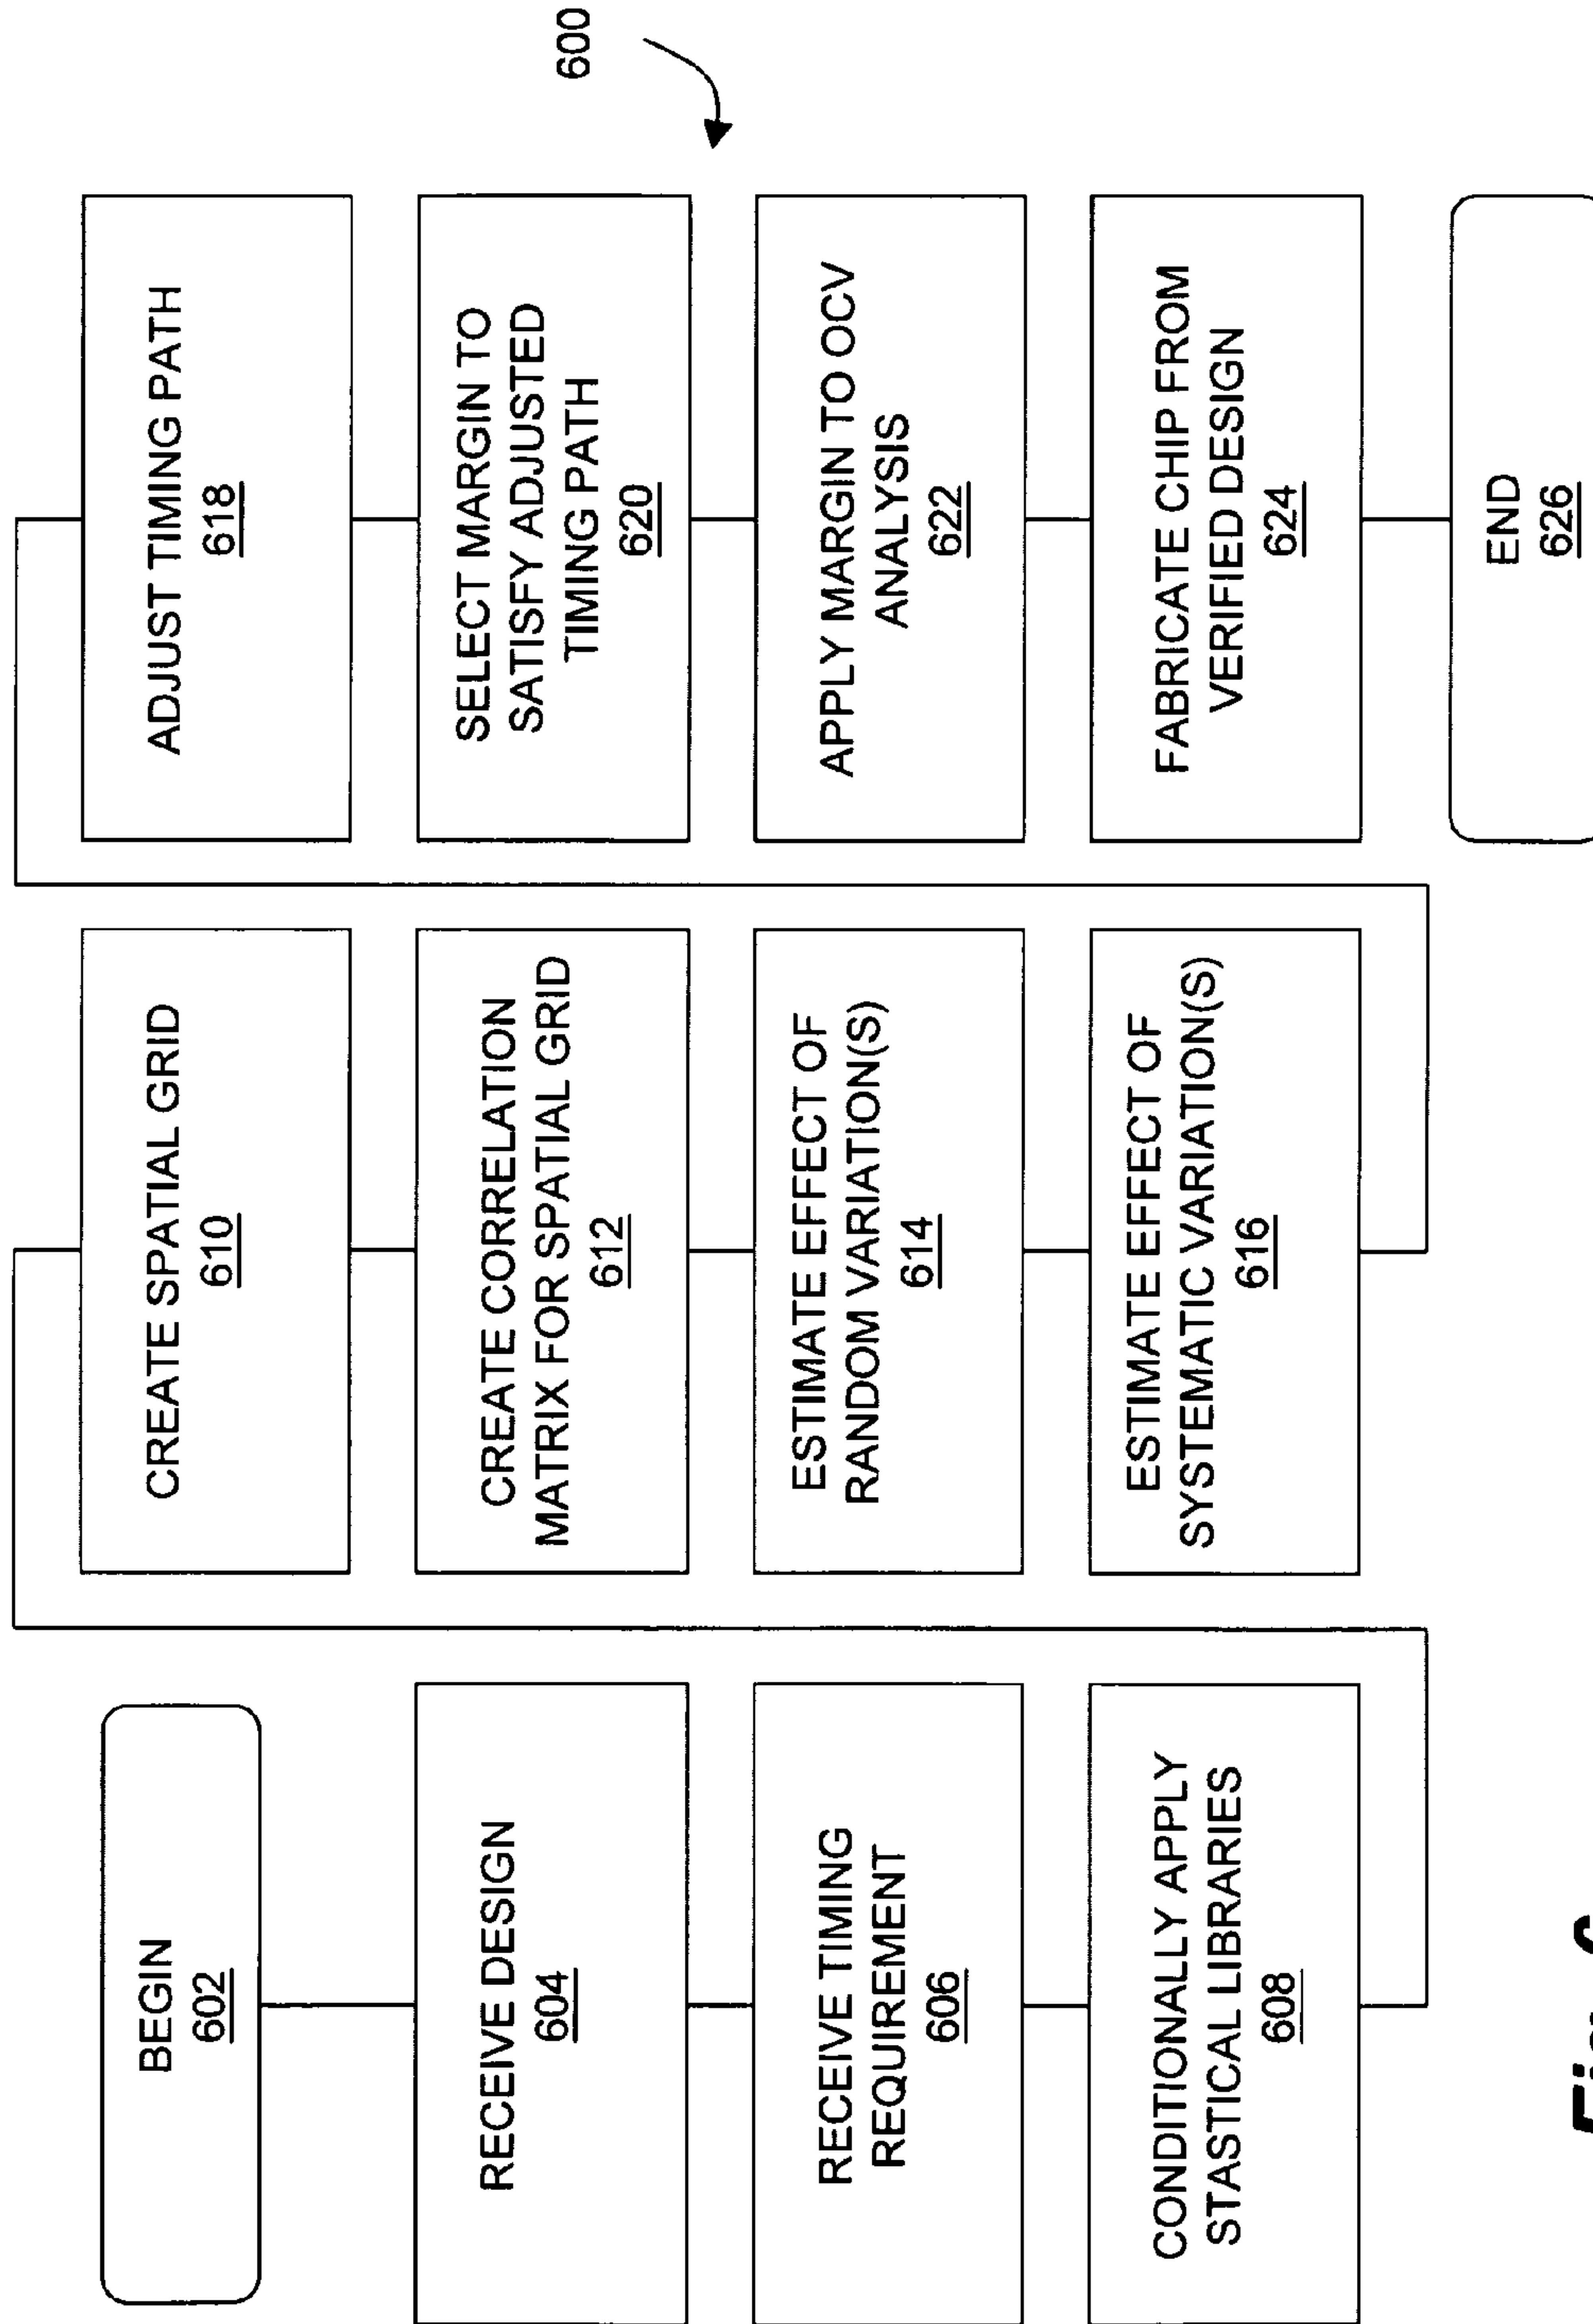 600
BEGIN
602
RECEIVE DESIGN
604
RECEIVE TIMING
REQUIREMENT
606
CONDITIONALLY APPLY
STASTICAL LIBRARIES
608
CREATE SPATIAL GRID
610
CREATE CORRELATION
MATRIX FOR SPATIAL GRID
612
ESTIMATE EFFECT OF
RANDOM VARIATION(S)
614
ESTIMATE EFFECT OF
SYSTEMATIC VARIATION(S)
616
ADJUST TIMING PATH
618
SELECT MARGIN TO
SATISFY ADJUSTED
TIMING PATH
620
APPLY MARGIN TO OCV
ANALYSIS
622
FABRICATE CHIP FROM
VERIFIED DESIGN
624
END
626